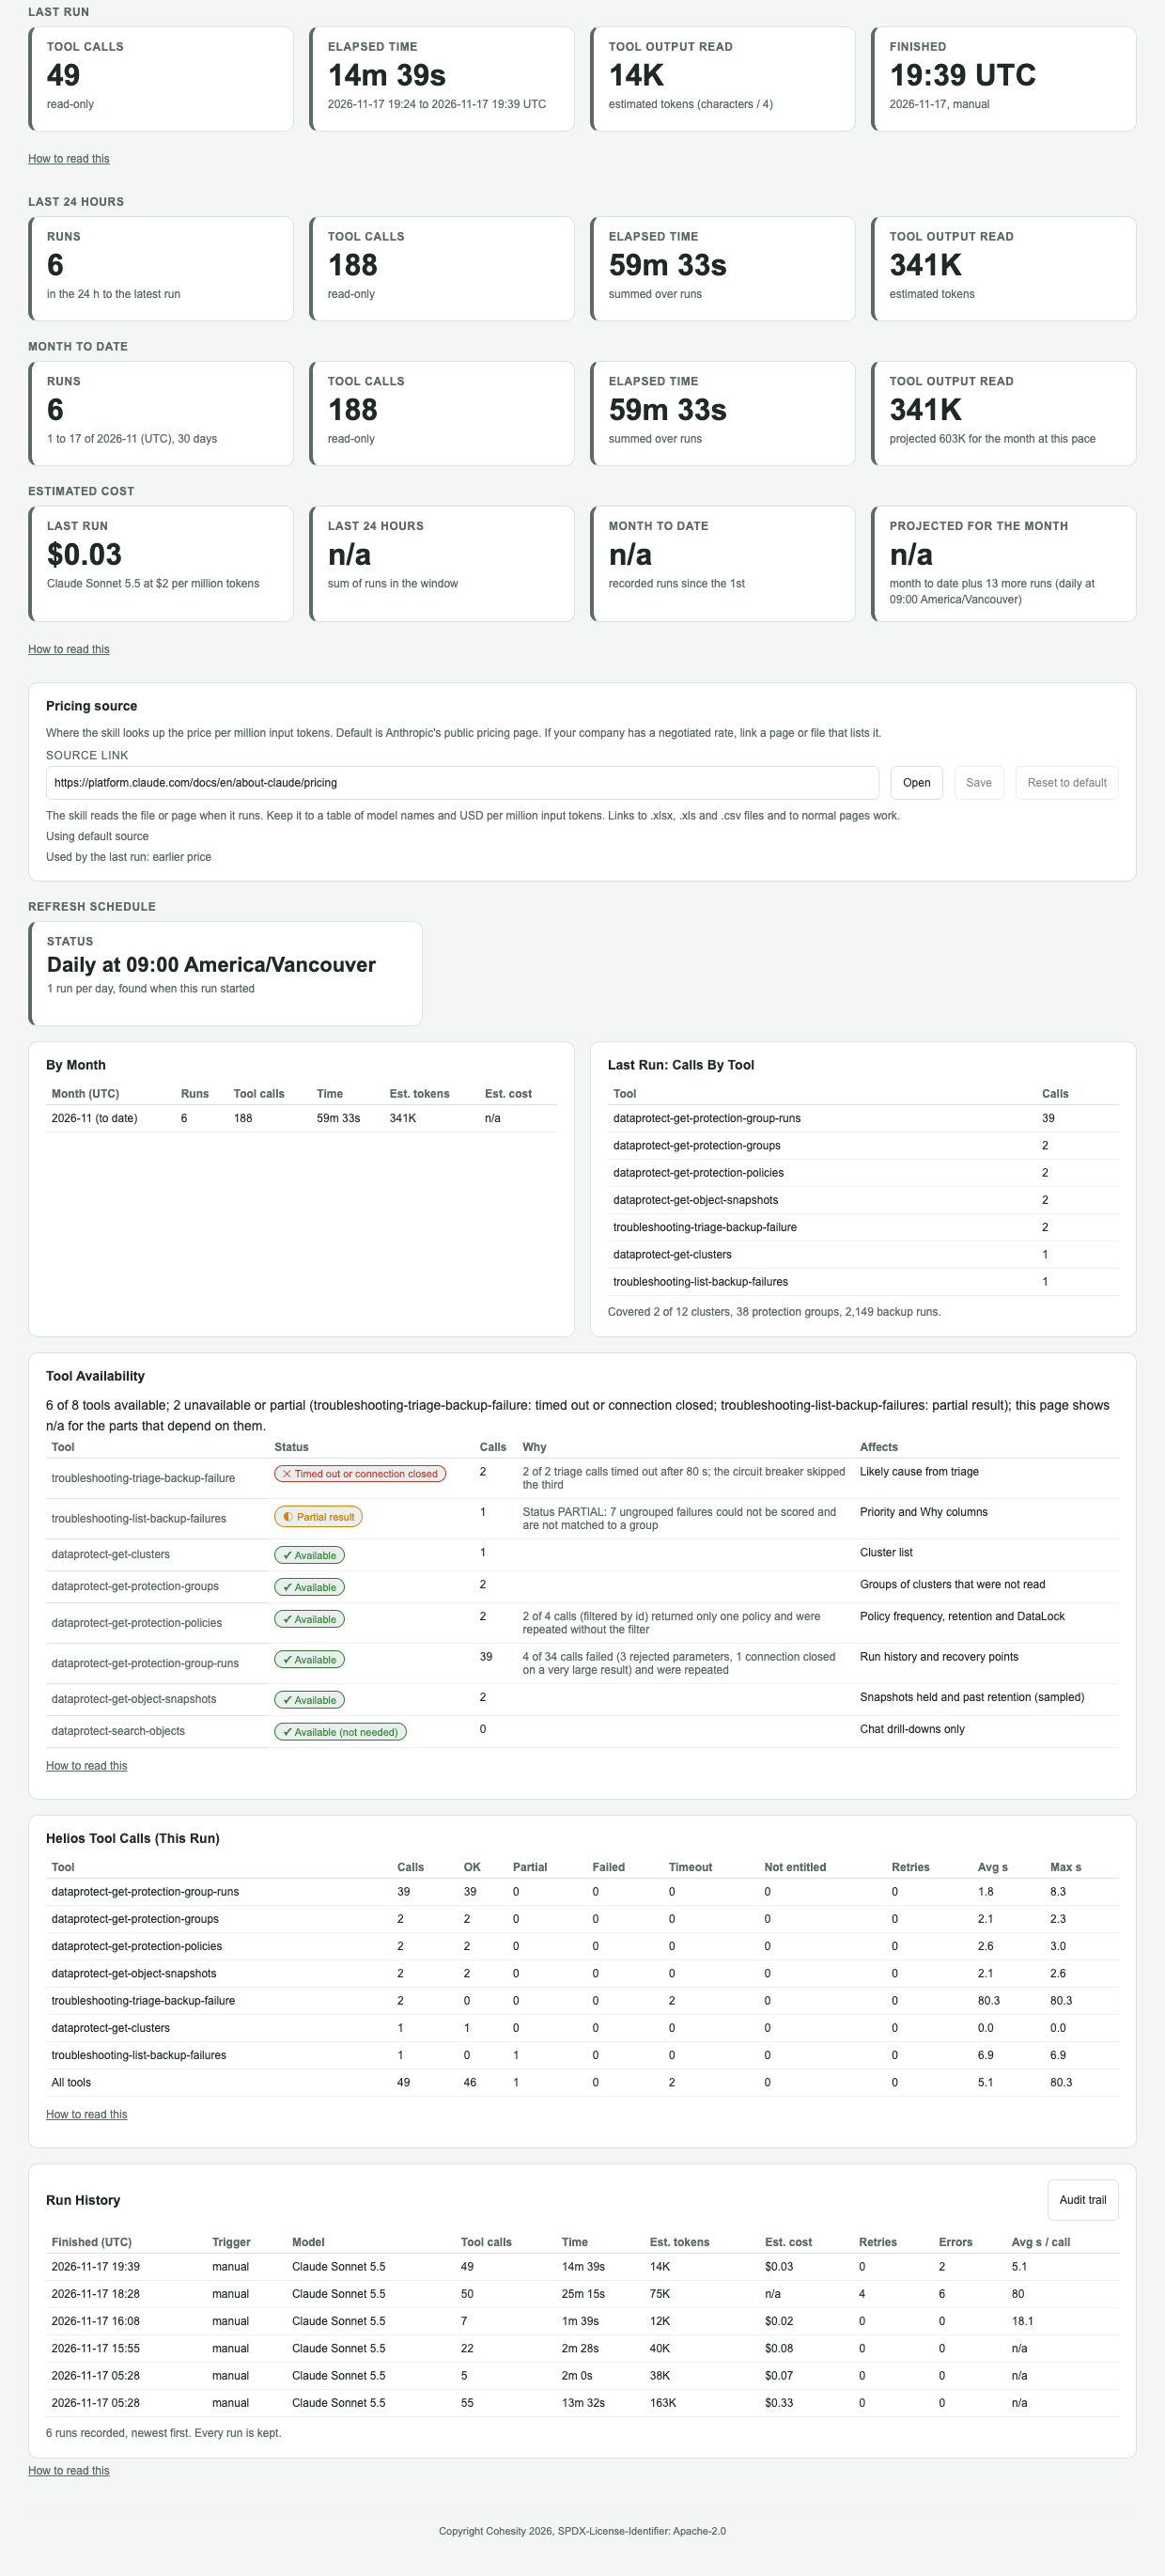 LAST RUN
TOOL CALLS
49
read-only
ELAPSED TIME
14m 39s
2026-11-17 19:24 to 2026-11-17 19:39 UTC
TOOL OUTPUT READ
14K
estimated tokens (characters / 4)
FINISHED
19:39 UTC
2026-11-17, manual
How to read this
LAST 24 HOURS
RUNS
6
in the 24 h to the latest run
TOOL CALLS
188
read-only
ELAPSED TIME
59m 33s
summed over runs
TOOL OUTPUT READ
341K
estimated tokens
MONTH TO DATE
RUNS
6
1 to 17 of 2026-11 (UTC), 30 days
TOOL CALLS
188
read-only
ELAPSED TIME
59m 33s
summed over runs
TOOL OUTPUT READ
341K
projected 603K for the month at this pace
ESTIMATED COST
LAST RUN
$0.03
Claude Sonnet 5.5 at $2 per million tokens
LAST 24 HOURS
n/a
sum of runs in the window
MONTH TO DATE
n/a
recorded runs since the 1st
PROJECTED FOR THE MONTH
n/a
month to date plus 13 more runs (daily at
09:00 America/Vancouver)
How to read this
Pricing source
Where the skill looks up the price per million input tokens. Default is Anthropic's public pricing page. If your company has a negotiated rate, link a page or file that lists it.
SOURCE LINK
https://platform.claude.com/docs/en/about-claude/pricing
Open
Save
Reset to default
The skill reads the file or page when it runs. Keep it to a table of model names and USD per million input tokens. Links to .xlsx, .xls and .csv files and to normal pages work.
Using default source
Used by the last run: earlier price
REFRESH SCHEDULE
STATUS
Daily at 09:00 America/Vancouver
1 run per day, found when this run started
By Month
Month (UTC) Runs Tool calls Time Est. tokens Est. cost
2026-11 (to date) 6 188 59m 33s 341K n/a
Last Run: Calls By Tool
Tool Calls
dataprotect-get-protection-group-runs 39
dataprotect-get-protection-groups 2
dataprotect-get-protection-policies 2
dataprotect-get-object-snapshots 2
troubleshooting-triage-backup-failure 2
dataprotect-get-clusters 1
troubleshooting-list-backup-failures 1
Covered 2 of 12 clusters, 38 protection groups, 2,149 backup runs.
Tool Availability
6 of 8 tools available; 2 unavailable or partial (troubleshooting-triage-backup-failure: timed out or connection closed; troubleshooting-list-backup-failures: partial result); this page shows
n/a for the parts that depend on them.
Tool Status Calls Why Affects
troubleshooting-triage-backup-failure ✕ Timed out or connection closed 2 2 of 2 triage calls timed out after 80 s; the circuit breaker skipped Likely cause from triage
the third
troubleshooting-list-backup-failures ◐ Partial result 1 Status PARTIAL: 7 ungrouped failures could not be scored and Priority and Why columns
are not matched to a group
dataprotect-get-clusters ✓ Available 1 Cluster list
dataprotect-get-protection-groups ✓ Available 2 Groups of clusters that were not read
dataprotect-get-protection-policies ✓ Available 2 2 of 4 calls (filtered by id) returned only one policy and were Policy frequency, retention and DataLock
repeated without the filter
dataprotect-get-protection-group-runs ✓ Available 39 4 of 34 calls failed (3 rejected parameters, 1 connection closed Run history and recovery points
on a very large result) and were repeated
dataprotect-get-object-snapshots ✓ Available 2 Snapshots held and past retention (sampled)
dataprotect-search-objects ✓ Available (not needed) 0 Chat drill-downs only
How to read this
Helios Tool Calls (This Run)
Tool Calls OK Partial Failed Timeout Not entitled Retries Avg s Max s
dataprotect-get-protection-group-runs 39 39 0 0 0 0 0 1.8 8.3
dataprotect-get-protection-groups 2 2 0 0 0 0 0 2.1 2.3
dataprotect-get-protection-policies 2 2 0 0 0 0 0 2.6 3.0
dataprotect-get-object-snapshots 2 2 0 0 0 0 0 2.1 2.6
troubleshooting-triage-backup-failure 2 0 0 0 2 0 0 80.3 80.3
dataprotect-get-clusters 1 1 0 0 0 0 0 0.0 0.0
troubleshooting-list-backup-failures 1 0 1 0 0 0 0 6.9 6.9
All tools 49 46 1 0 2 0 0 5.1 80.3
How to read this
Run History
Audit trail
Finished (UTC) Trigger Model Tool calls Time Est. tokens Est. cost Retries Errors Avg s / call
2026-11-17 19:39 manual Claude Sonnet 5.5 49 14m 39s 14K $0.03 0 2 5.1
2026-11-17 18:28 manual Claude Sonnet 5.5 50 25m 15s 75K n/a 4 6 80
2026-11-17 16:08 manual Claude Sonnet 5.5 7 1m 39s 12K $0.02 0 0 18.1
2026-11-17 15:55 manual Claude Sonnet 5.5 22 2m 28s 40K $0.08 0 0 n/a
2026-11-17 05:28 manual Claude Sonnet 5.5 5 2m 0s 38K $0.07 0 0 n/a
2026-11-17 05:28 manual Claude Sonnet 5.5 55 13m 32s 163K $0.33 0 0 n/a
6 runs recorded, newest first. Every run is kept.
How to read this
Copyright Cohesity 2026, SPDX-License-Identifier: Apache-2.0